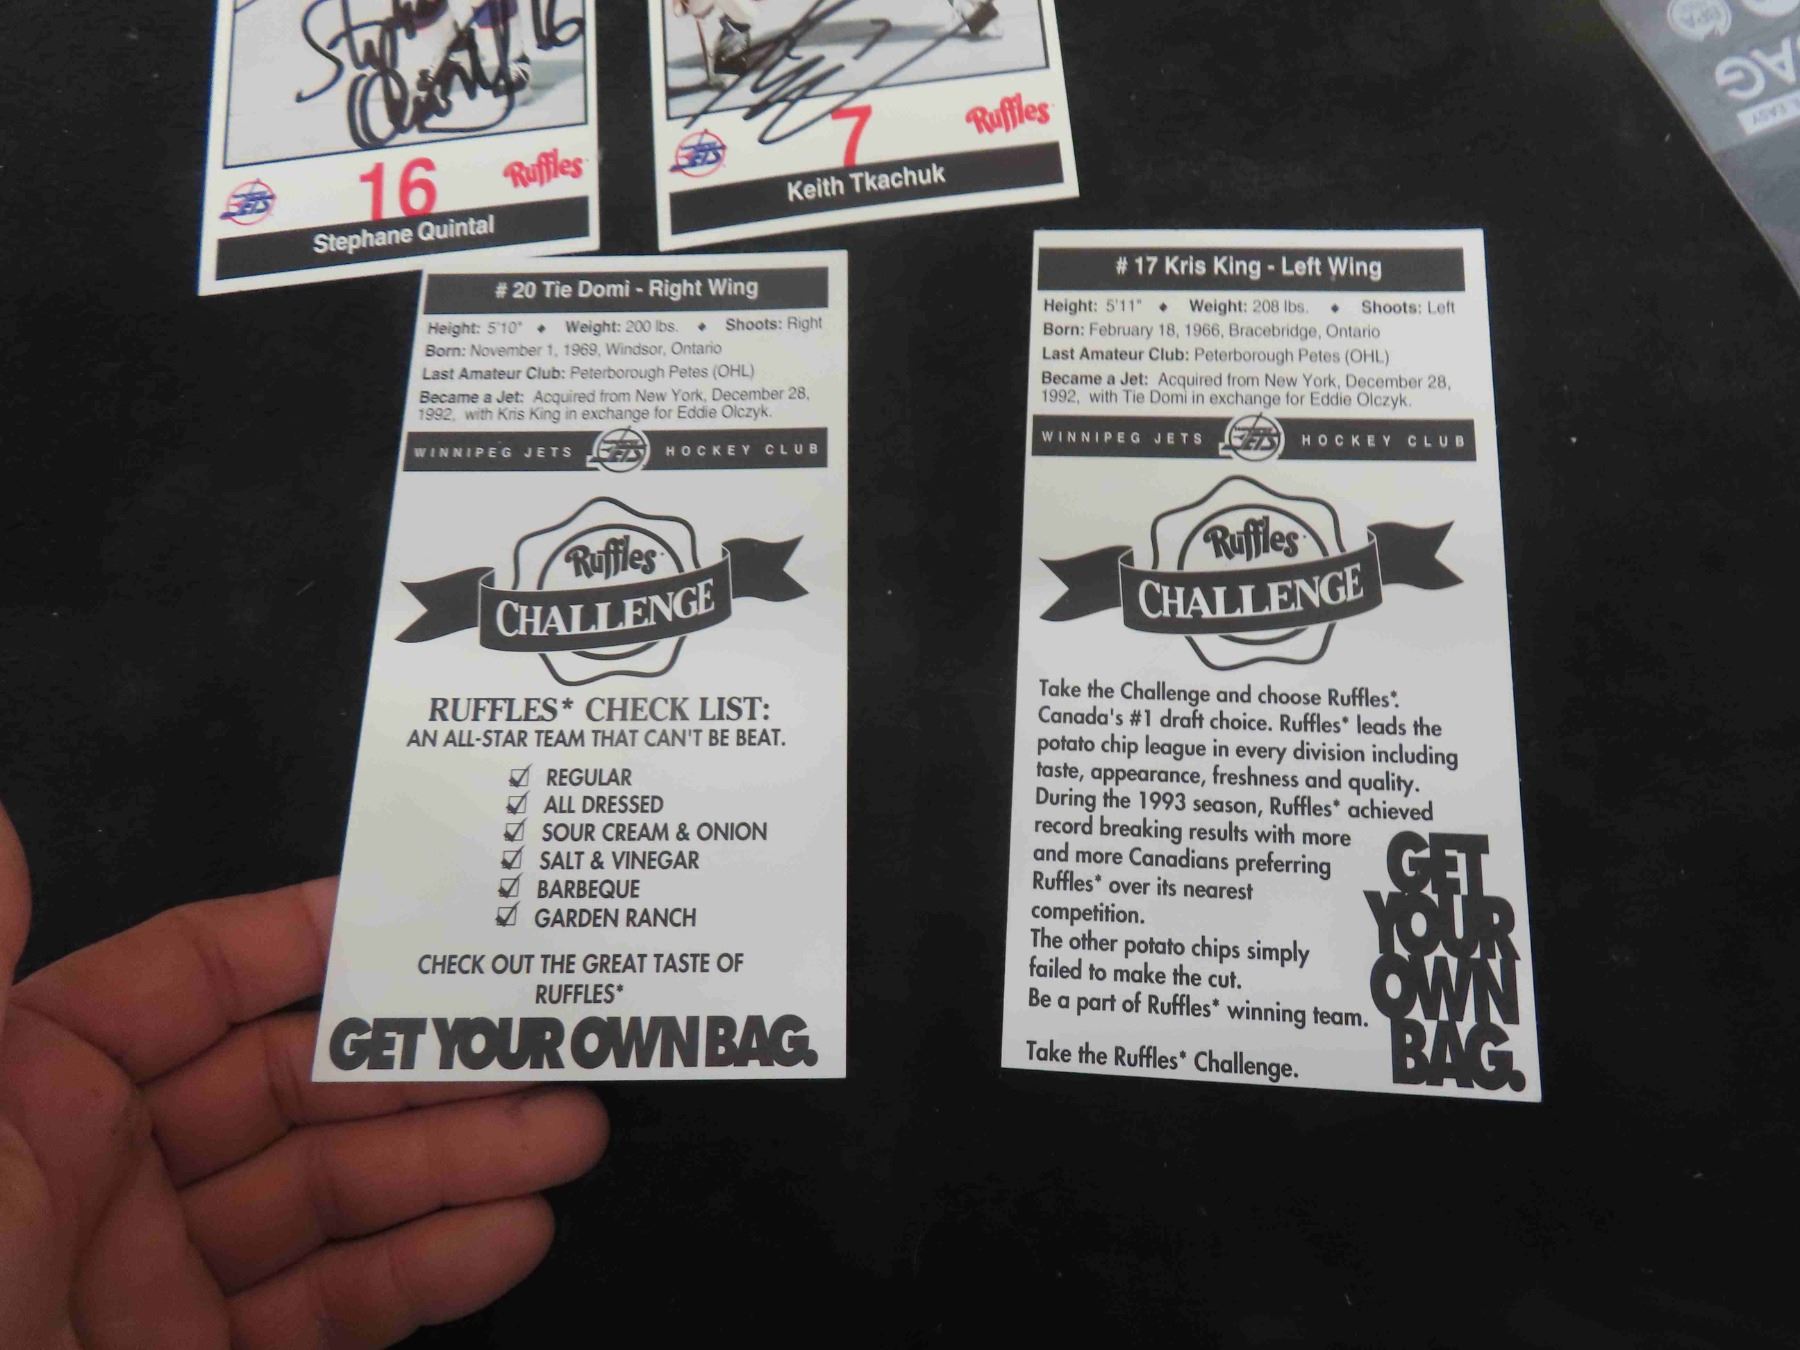 Stephane Quintal 16
16
JETS
Ruffles
Stephane Quintal
7
JETS
Ruffles
Keith Tkachuk
# 20 Tie Domi - Right Wing
Height: 5'10" ♦ Weight: 200 lbs. ♦ Shoots: Right
Born: November 1, 1969, Windsor, Ontario
Last Amateur Club: Peterborough Petes (OHL)
Became a Jet: Acquired from New York, December 28,
1992, with Kris King in exchange for Eddie Olczyk.
WINNIPEG JETS JETS HOCKEY CLUB
Ruffles
CHALLENGE
RUFFLES* CHECK LIST:
AN ALL-STAR TEAM THAT CAN'T BE BEAT.
☑ REGULAR
☑ ALL DRESSED
☑ SOUR CREAM & ONION
☑ SALT & VINEGAR
☑ BARBEQUE
☑ GARDEN RANCH
CHECK OUT THE GREAT TASTE OF
RUFFLES*
GET YOUR OWN BAG.
# 17 Kris King - Left Wing
Height: 5'11" ♦ Weight: 208 lbs. ♦ Shoots: Left
Born: February 18, 1966, Bracebridge, Ontario
Last Amateur Club: Peterborough Petes (OHL)
Became a Jet: Acquired from New York, December 28,
1992, with Tie Domi in exchange for Eddie Olczyk.
WINNIPEG JETS JETS HOCKEY CLUB
Ruffles
CHALLENGE
Take the Challenge and choose Ruffles*.
Canada's #1 draft choice. Ruffles* leads the
potato chip league in every division including
taste, appearance, freshness and quality.
During the 1993 season, Ruffles* achieved
record breaking results with more
and more Canadians preferring
Ruffles* over its nearest
competition.
The other potato chips simply
failed to make the cut.
Be a part of Ruffles* winning team.
Take the Ruffles* Challenge.
GET
YOUR
OWN
BAG.
BAG
EASY